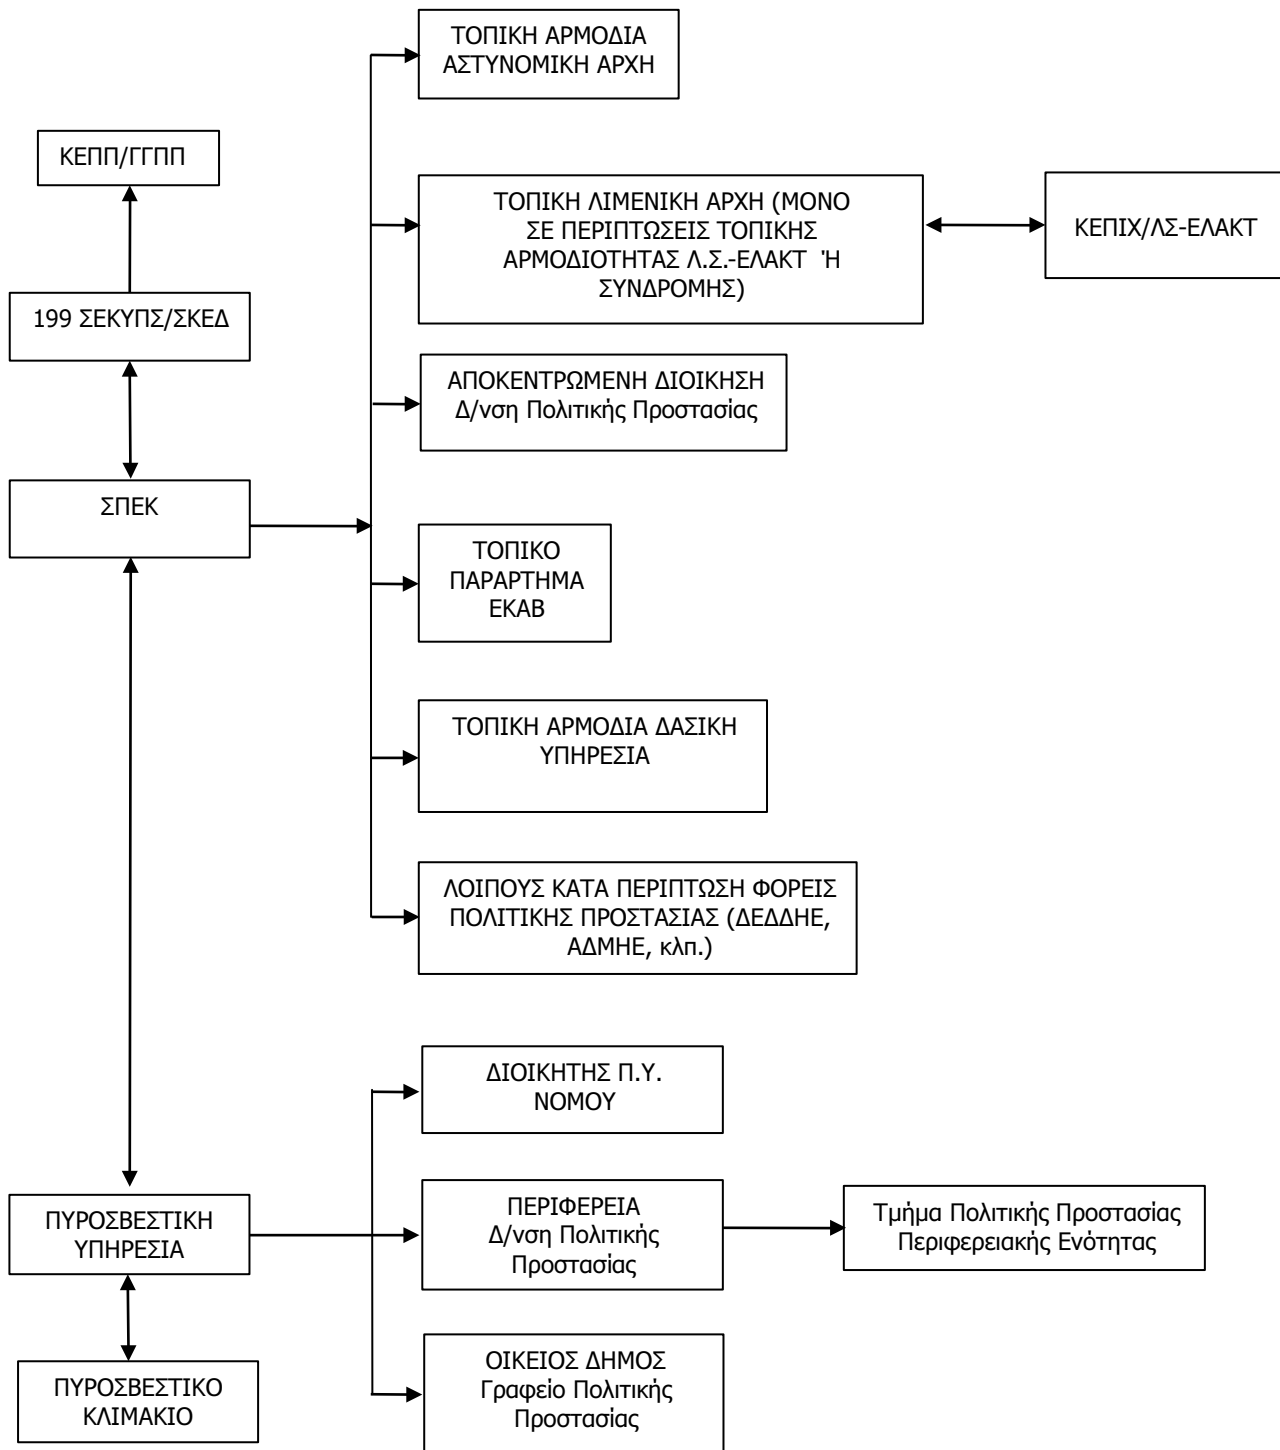 ΤΟΠΙΚΗ ΑΡΜΟΔΙΑ
ΑΣΤΥΝΟΜΙΚΗ ΑΡΧΗ
ΚΕΠΠ/ΓΓΠΠ
ΤΟΠΙΚΗ ΛΙΜΕΝΙΚΗ ΑΡΧΗ (ΜΟΝΟ
ΣΕ ΠΕΡΙΠΤΩΣΕΙΣ ΤΟΠΙΚΗΣ
ΑΡΜΟΔΙΟΤΗΤΑΣ Λ.Σ.-ΕΛΑΚΤ Ή
ΣΥΝΔΡΟΜΗΣ)
ΚΕΠΙΧ/ΛΣ-ΕΛΑΚΤ
199 ΣΕΚΥΠΣ/ΣΚΕΔ
ΑΠΟΚΕΝΤΡΩΜΕΝΗ ΔΙΟΙΚΗΣΗ
Δ/νση Πολιτικής Προστασίας
ΣΠΕΚ
ΤΟΠΙΚΟ
ΠΑΡΑΡΤΗΜΑ
ΕΚΑΒ
ΤΟΠΙΚΗ ΑΡΜΟΔΙΑ ΔΑΣΙΚΗ
ΥΠΗΡΕΣΙΑ
ΛΟΙΠΟΥΣ ΚΑΤΑ ΠΕΡΙΠΤΩΣΗ ΦΟΡΕΙΣ
ΠΟΛΙΤΙΚΗΣ ΠΡΟΣΤΑΣΙΑΣ (ΔΕΔΔΗΕ,
ΑΔΜΗΕ, κλπ.)
ΔΙΟΙΚΗΤΗΣ Π.Υ.
ΝΟΜΟΥ
ΠΥΡΟΣΒΕΣΤΙΚΗ
ΥΠΗΡΕΣΙΑ
ΠΕΡΙΦΕΡΕΙΑ
Δ/νση Πολιτικής
Προστασίας
Τμήμα Πολιτικής Προστασίας
Περιφερειακής Ενότητας
ΠΥΡΟΣΒΕΣΤΙΚΟ
ΚΛΙΜΑΚΙΟ
ΟΙΚΕΙΟΣ ΔΗΜΟΣ
Γραφείο Πολιτικής
Προστασίας